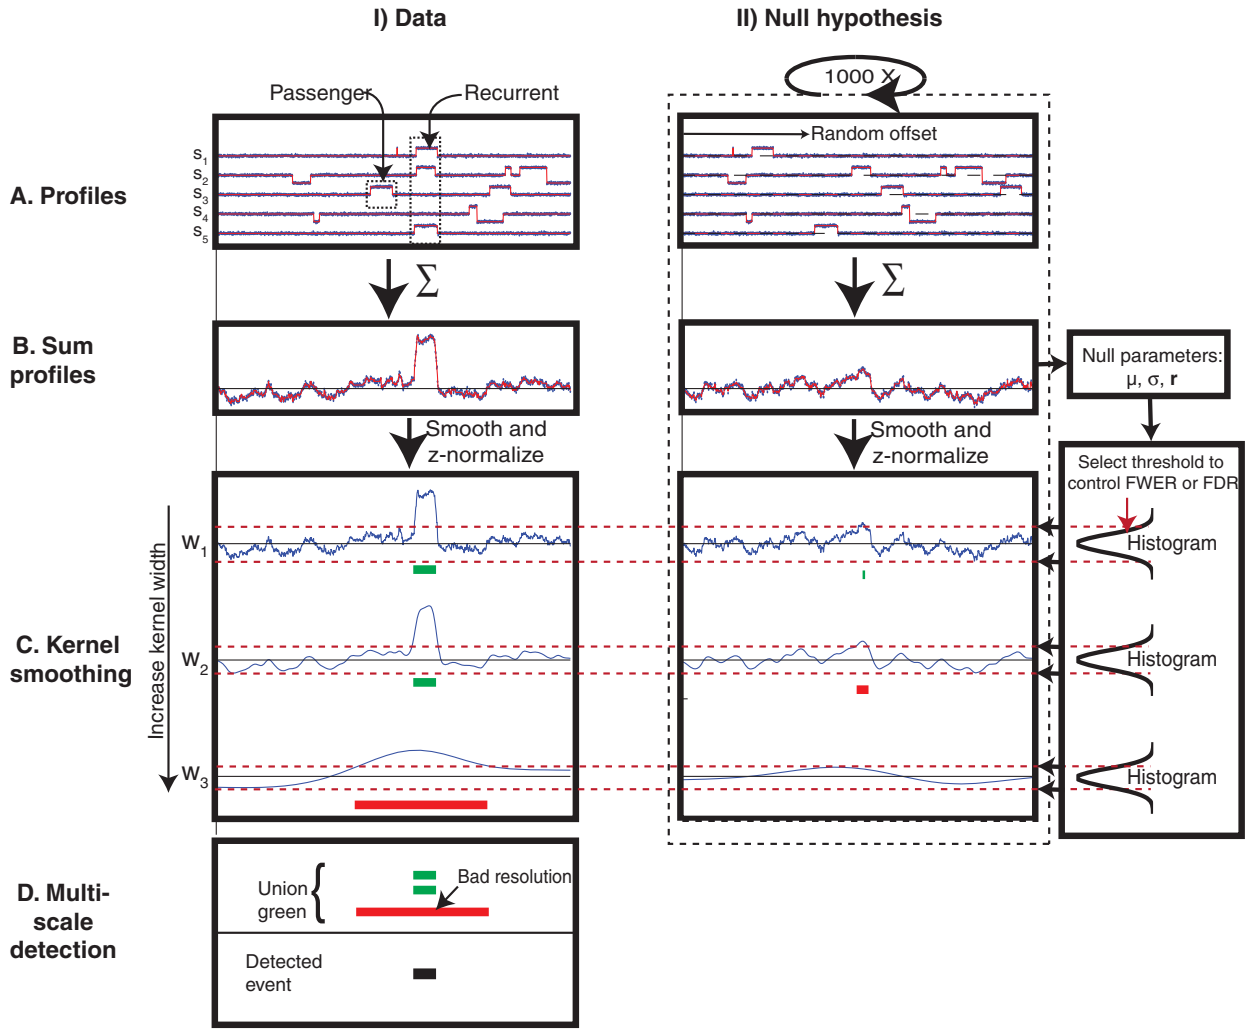 I) Data
II) Null hypothesis
1000 X
Passenger
Recurrent
Random offset
A. Profiles
S1
S2
S3
S4
S5
Σ
Σ
B. Sum
profiles
Null parameters:
μ, σ, r
Smooth and
z-normalize
Smooth and
z-normalize
Select threshold to
control FWER or FDR
C. Kernel
smoothing
Increase kernel width
W1
W2
W3
Histogram
Histogram
Histogram
D. Multi-
scale
detection
Union
green
Bad resolution
Detected
event